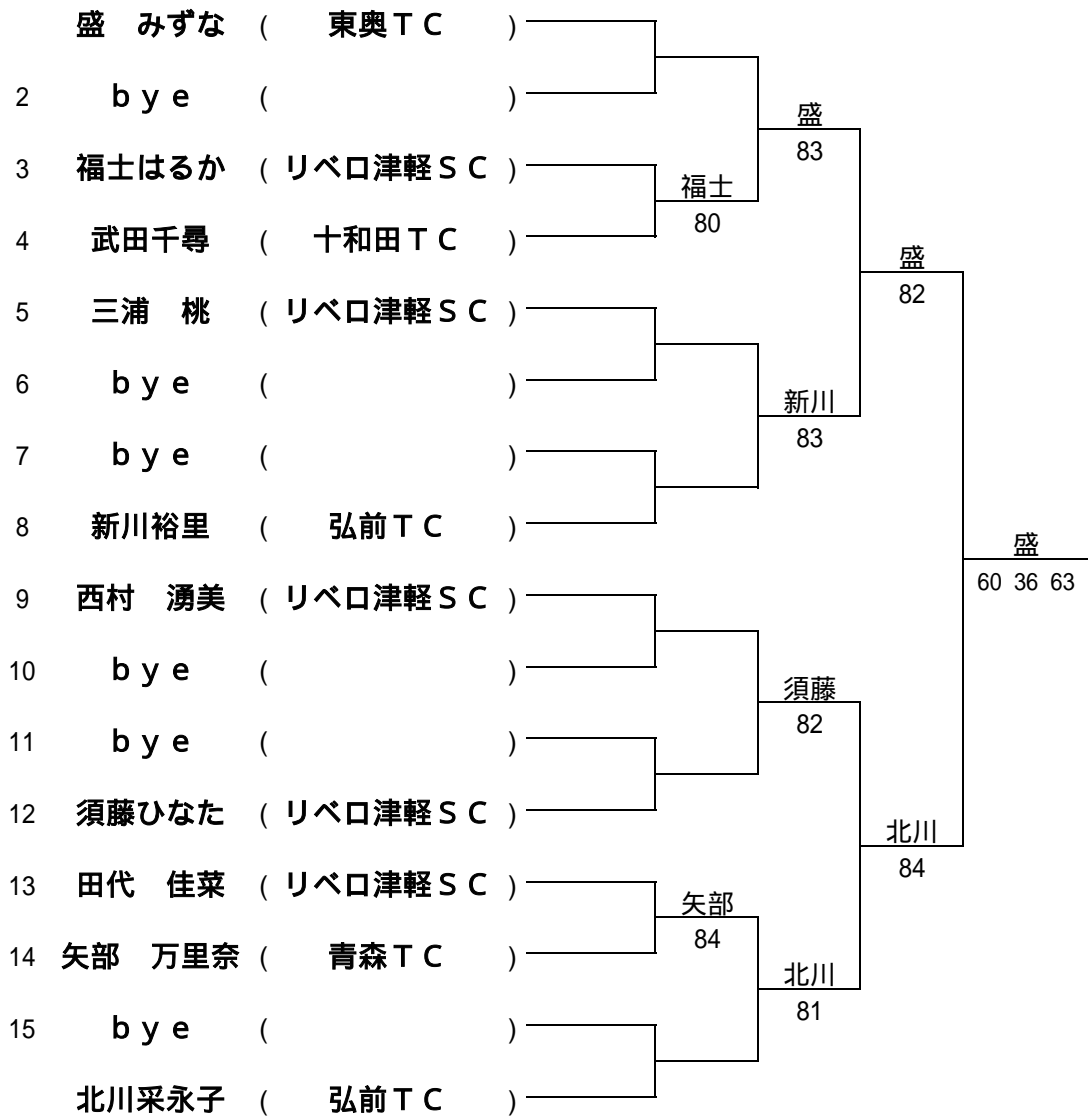 盛　みずな ( 東奥ＴＣ )
2 ｂｙｅ ( )
盛
3 福士はるか ( リベロ津軽ＳＣ )
83
福士
80
4 武田千尋 ( 十和田ＴＣ )
盛
82
5 三浦　桃 ( リベロ津軽ＳＣ )
6 ｂｙｅ ( )
新川
83
7 ｂｙｅ ( )
8 新川裕里 ( 弘前ＴＣ )
盛
60 36 63
9 西村　湧美 ( リベロ津軽ＳＣ )
10 ｂｙｅ ( )
須藤
82
11 ｂｙｅ ( )
12 須藤ひなた ( リベロ津軽ＳＣ )
北川
84
13 田代　佳菜 ( リベロ津軽ＳＣ )
矢部
84
14 矢部　万里奈 ( 青森ＴＣ )
北川
81
15 ｂｙｅ ( )
北川采永子 ( 弘前ＴＣ )